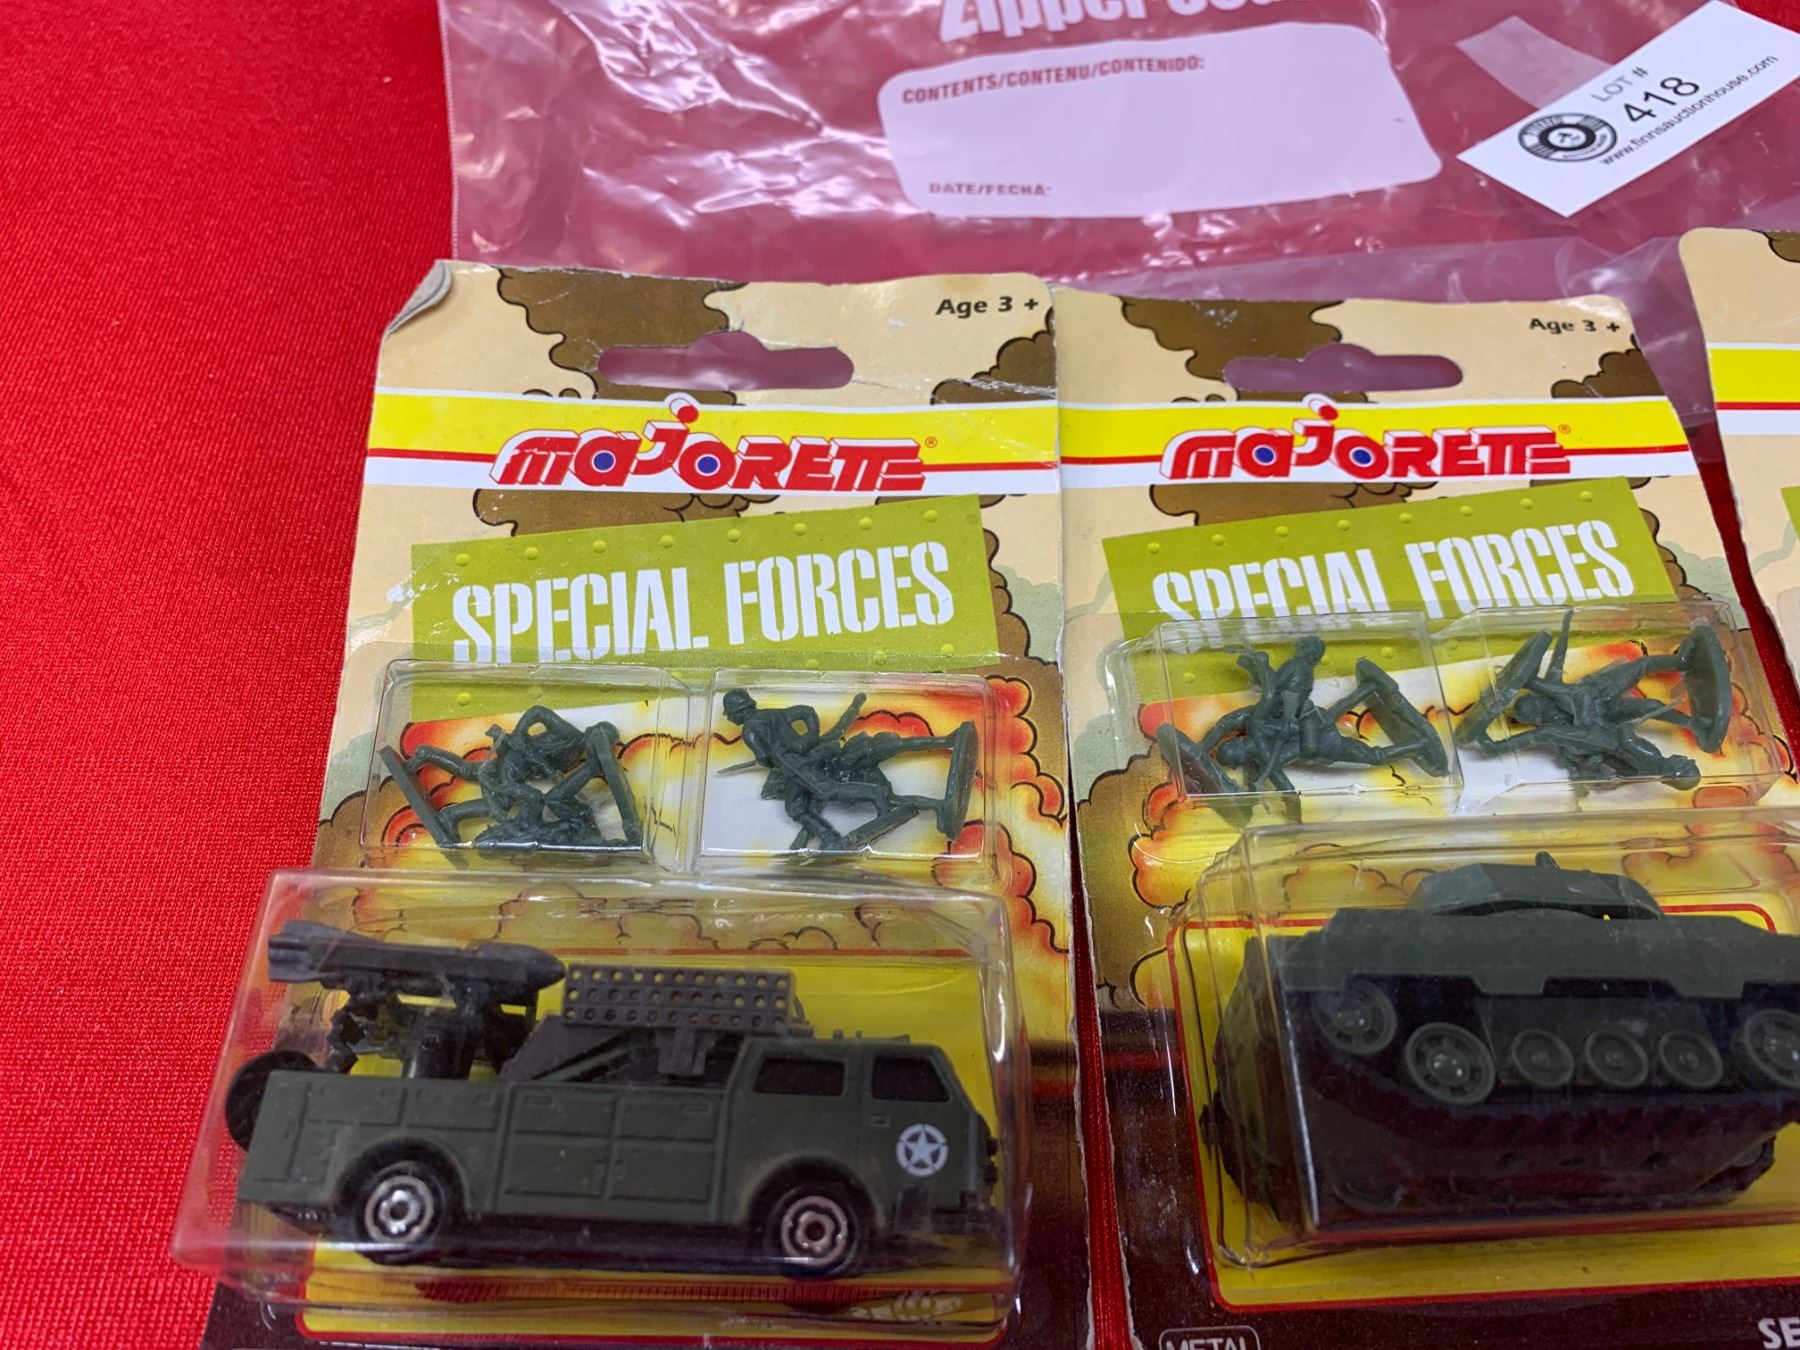 Zipper Seal
CONTENTS/CONTENU/CONTENIDO:
DATE/FECHA:
LOT #
418
www.finnsauctionhouse.com
Age 3 +
majorette®
SPECIAL FORCES
Age 3 +
majorette®
SPECIAL FORCES
METAL